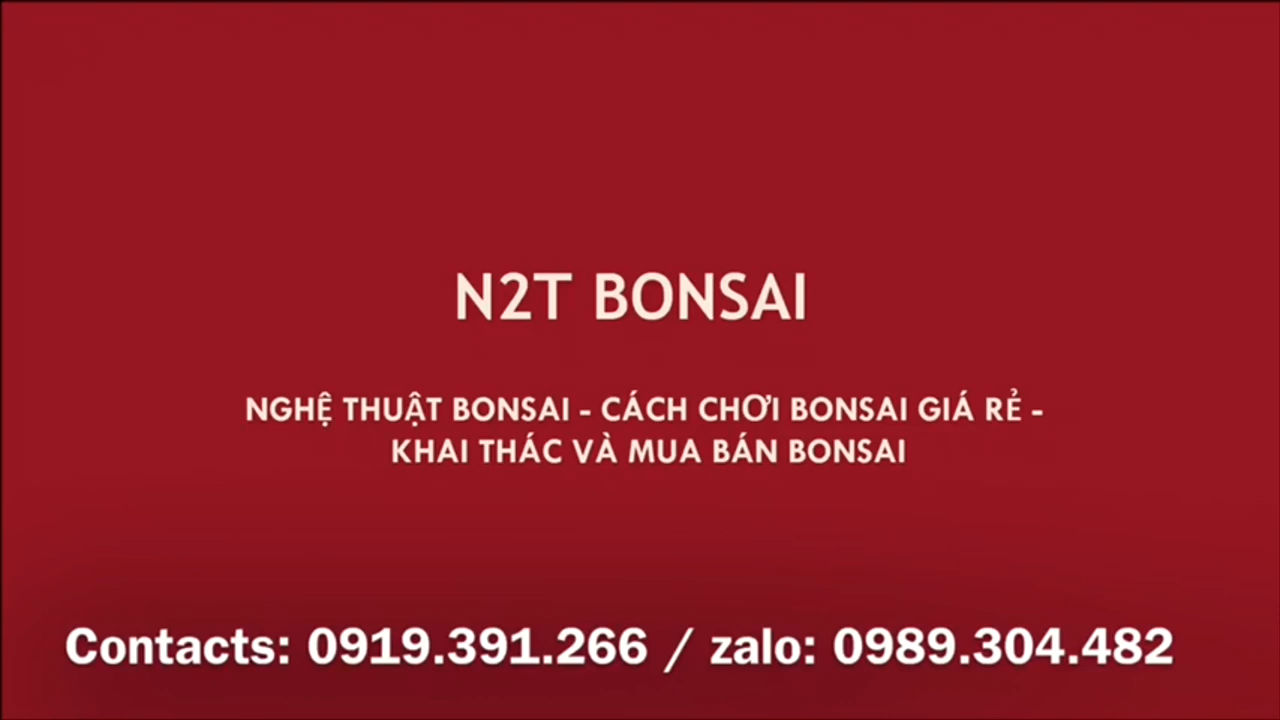 N2T BONSAI
NGHỆ THUẬT BONSAI - CÁCH CHƠI BONSAI GIÁ RẺ -
KHAI THÁC VÀ MUA BÁN BONSAI
Contacts: 0919.391.266 / zalo: 0989.304.482